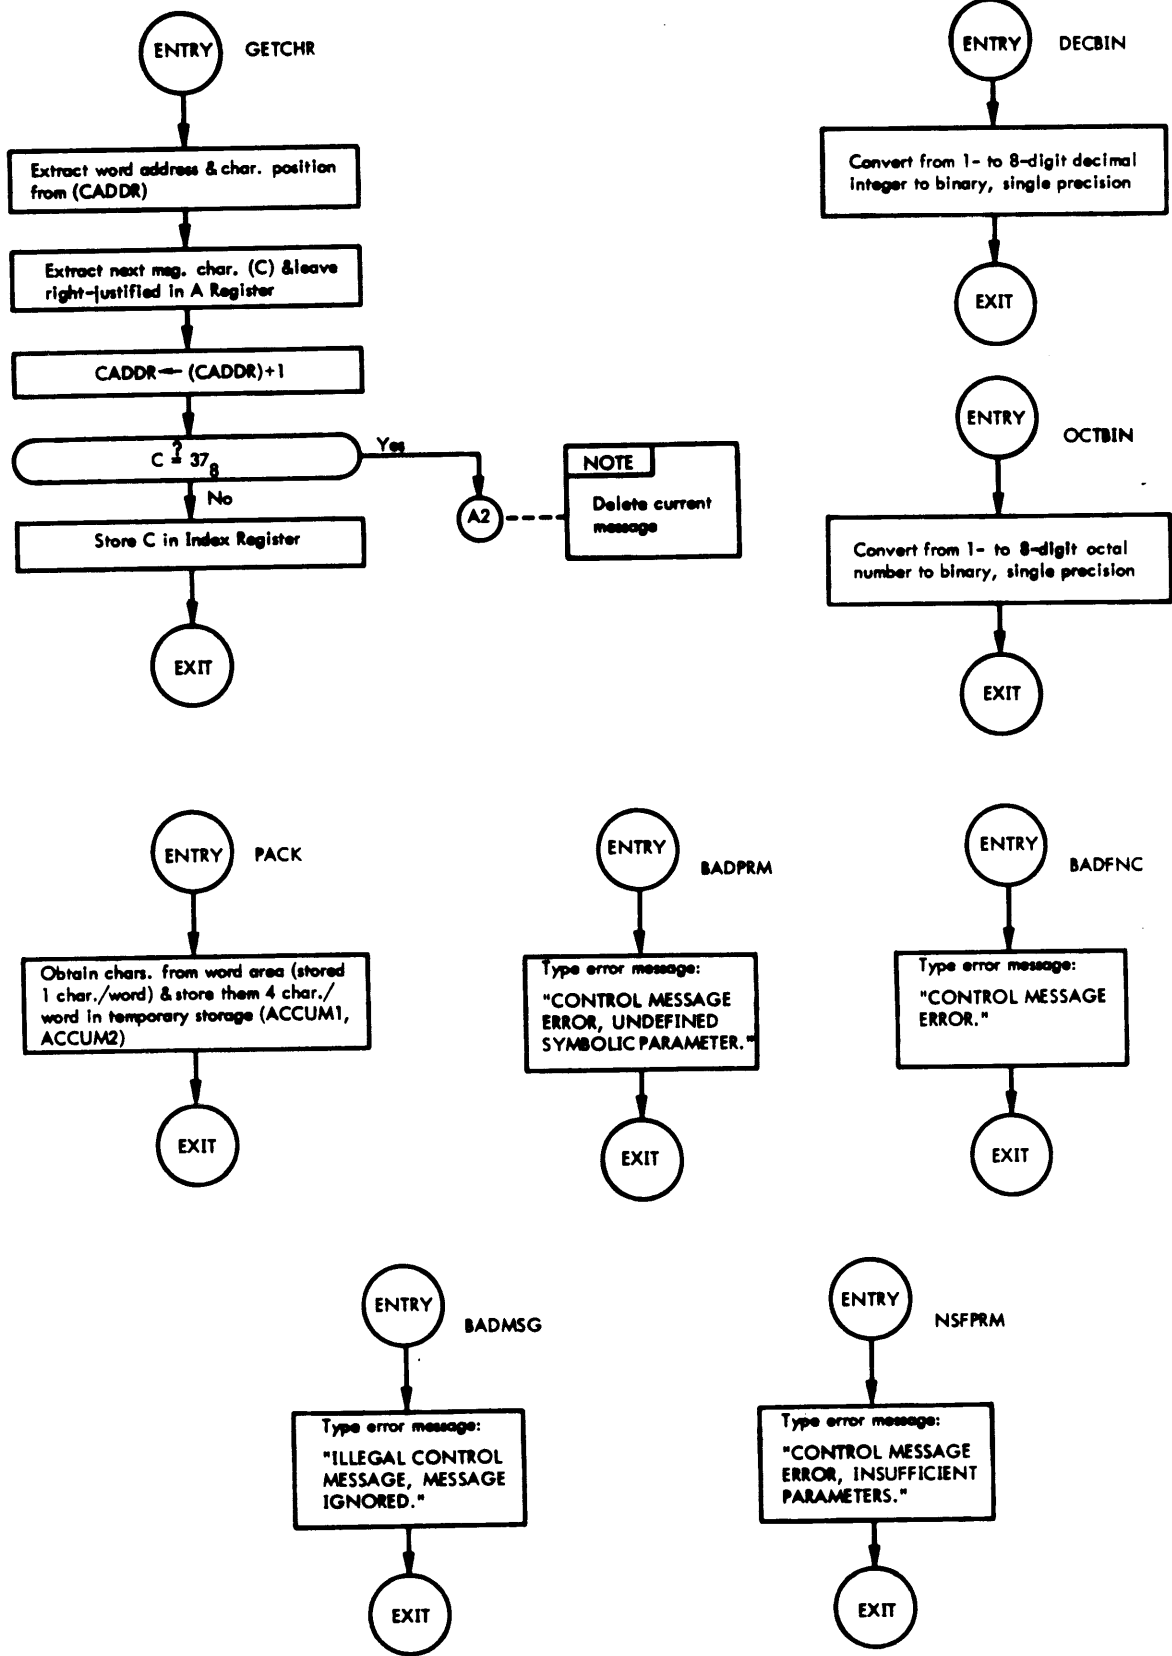 ENTRY GETCHR
Extract word address & char. position
from (CADDR)
Extract next msg. char. (C) & leave
right-justified in A Register
CADDR ← (CADDR)+1
C ≟ 37₈
Yes
No
A2
NOTE
Delete current
message
Store C in Index Register
EXIT
ENTRY DECBIN
Convert from 1- to 8-digit decimal
integer to binary, single precision
EXIT
ENTRY OCTBIN
Convert from 1- to 8-digit octal
number to binary, single precision
EXIT
ENTRY PACK
Obtain chars. from word area (stored
1 char./word) & store them 4 char./
word in temporary storage (ACCUM1,
ACCUM2)
EXIT
ENTRY BADPRM
Type error message:
"CONTROL MESSAGE
ERROR, UNDEFINED
SYMBOLIC PARAMETER."
EXIT
ENTRY BADFNC
Type error message:
"CONTROL MESSAGE
ERROR."
EXIT
ENTRY BADMSG
Type error message:
"ILLEGAL CONTROL
MESSAGE, MESSAGE
IGNORED."
EXIT
ENTRY NSFPRM
Type error message:
"CONTROL MESSAGE
ERROR, INSUFFICIENT
PARAMETERS."
EXIT